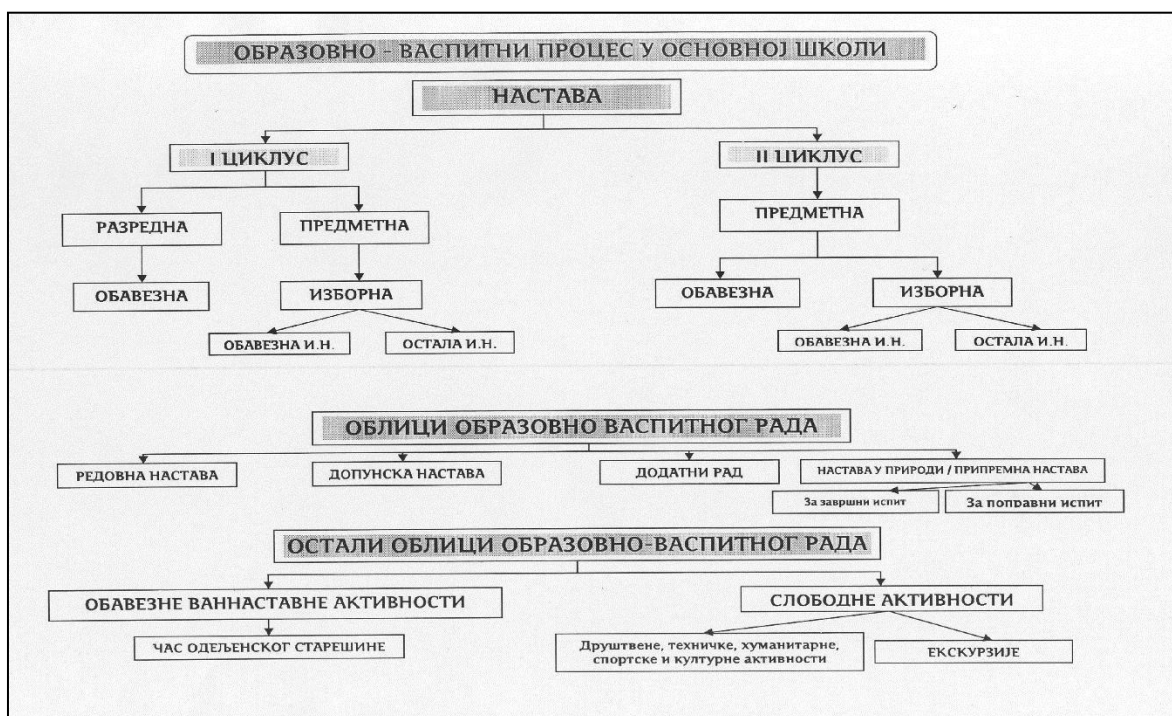 ОБРАЗОВНО - ВАСПИТНИ ПРОЦЕС У ОСНОВНОЈ ШКОЛИ
НАСТАВА
I ЦИКЛУС
II ЦИКЛУС
РАЗРЕДНА
ПРЕДМЕТНА
ПРЕДМЕТНА
ОБАВЕЗНА
ИЗБОРНА
ОБАВЕЗНА
ИЗБОРНА
ОБАВЕЗНА И.Н.
ОСТАЛА И.Н.
ОБАВЕЗНА И.Н.
ОСТАЛА И.Н.
ОБЛИЦИ ОБРАЗОВНО ВАСПИТНОГ РАДА
РЕДОВНА НАСТАВА
ДОПУНСКА НАСТАВА
ДОДАТНИ РАД
НАСТАВА У ПРИРОДИ / ПРИПРЕМНА НАСТАВА
За завршни испит
За поправни испит
ОСТАЛИ ОБЛИЦИ ОБРАЗОВНО-ВАСПИТНОГ РАДА
ОБАВЕЗНЕ ВАННАСТАВНЕ АКТИВНОСТИ
СЛОБОДНЕ АКТИВНОСТИ
ЧАС ОДЕЉЕНСКОГ СТАРЕШИНЕ
Друштвене, техничке, хуманитарне,
спортске и културне активности
ЕКСКУРЗИЈЕ